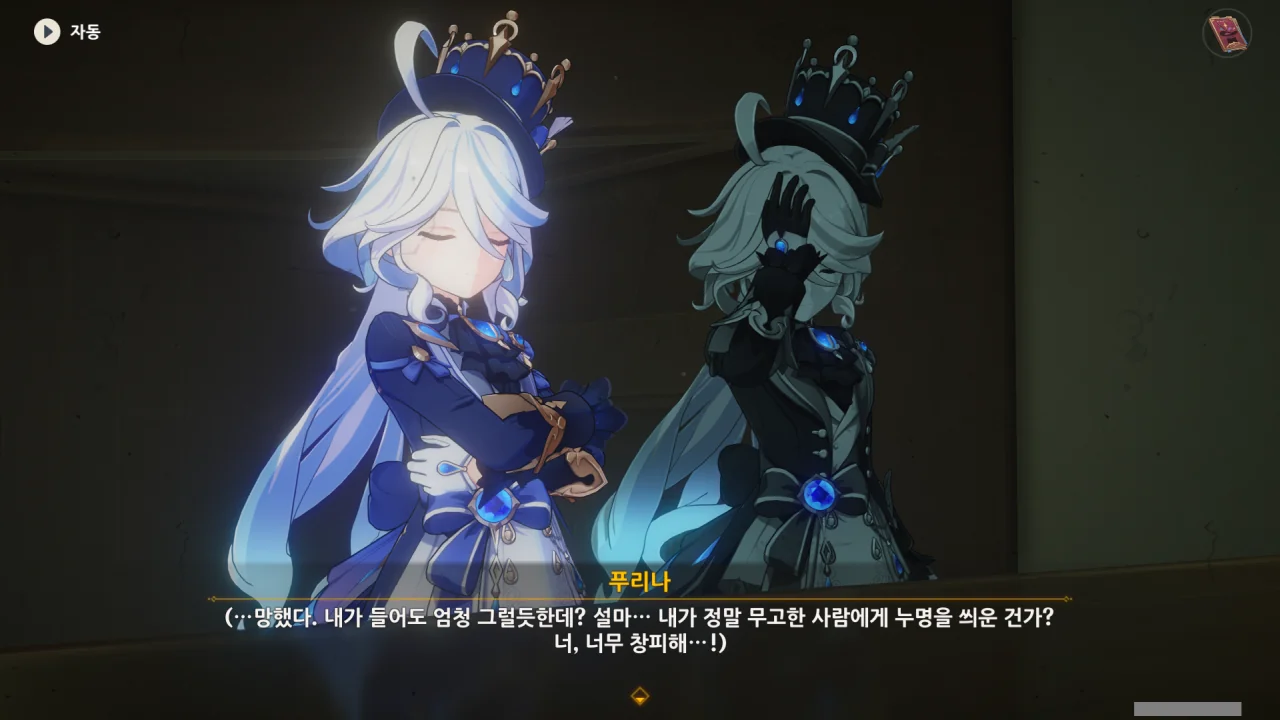 자동
푸리나
(…망했다. 내가 들어도 엄청 그럴듯한데? 설마… 내가 정말 무고한 사람에게 누명을 씌운 건가?
너, 너무 창피해…!)